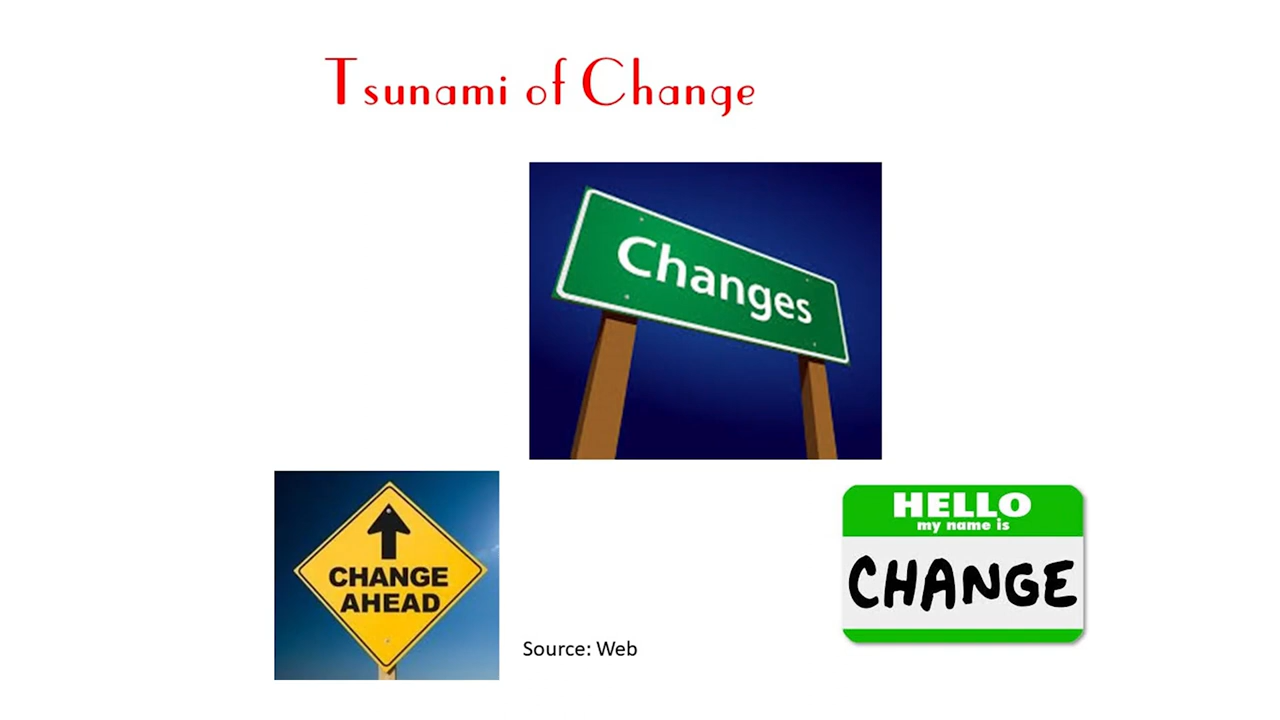 Tsunami of Change
Changes
CHANGE
AHEAD
Source: Web
HELLO
my name is
CHANGE